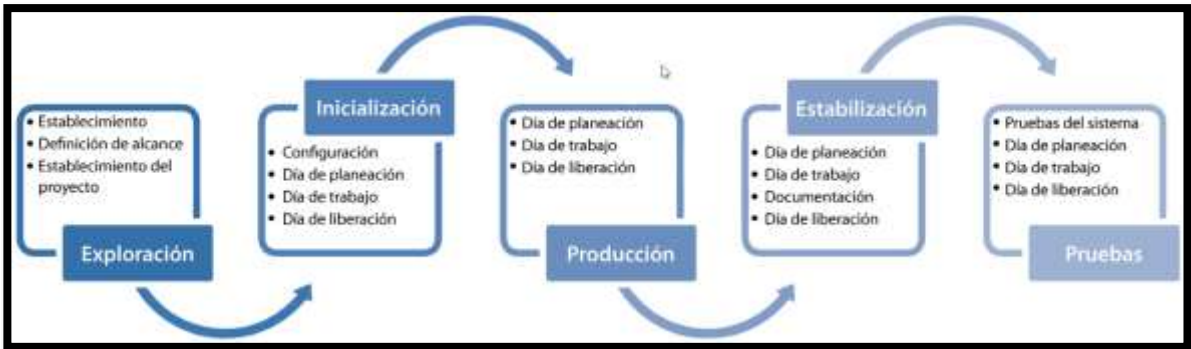 • Establecimiento
• Definición de alcance
• Establecimiento del
proyecto
Exploración
Inicialización
• Configuración
• Día de planeación
• Día de trabajo
• Día de liberación
• Día de planeación
• Día de trabajo
• Día de liberación
Producción
Estabilización
• Día de planeación
• Día de trabajo
• Documentación
• Día de liberación
• Pruebas del sistema
• Día de planeación
• Día de trabajo
• Día de liberación
Pruebas